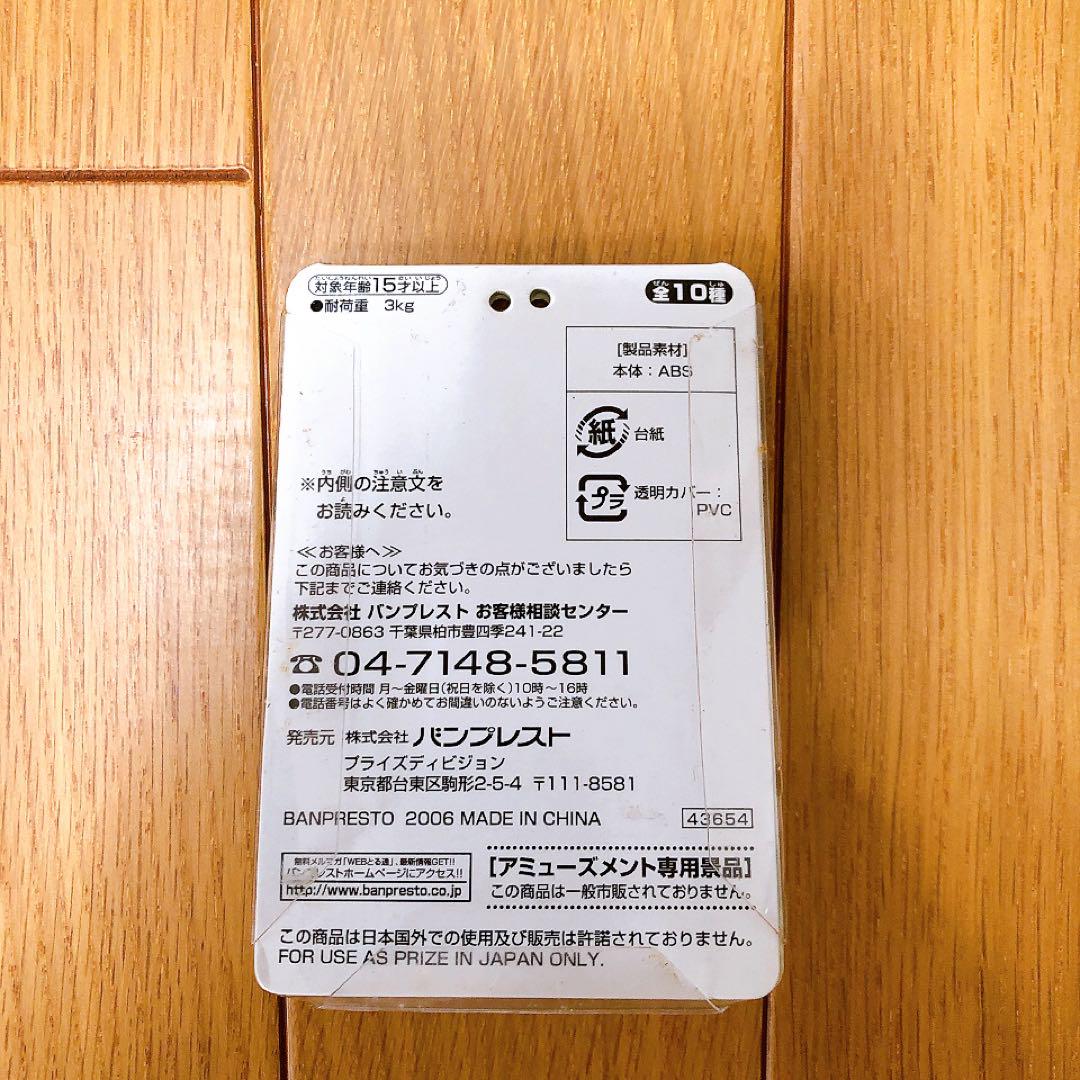 対象年齢15才以上
全10種
●耐荷重 3kg
[製品素材]
本体:ABS
紙 台紙
プラ 透明カバー:
PVC
※内側の注意文を
お読みください。
≪お客様へ≫
この商品についてお気づきの点がございましたら
下記までご連絡ください。
株式会社 バンプレスト お客様相談センター
〒277-0863 千葉県柏市豊四季241-22
☎ 04-7148-5811
●電話受付時間 月~金曜日(祝日を除く)10時~16時
●電話番号はよく確かめてお間違いのないようご注意ください。
発売元 株式会社 バンプレスト
プライズディビジョン
東京都台東区駒形2-5-4 〒111-8581
BANPRESTO 2006 MADE IN CHINA
43654
無料メルマガ「WEBとる通」、最新情報GET!!
バンプレストホームページにアクセス!!
http://www.banpresto.co.jp
[アミューズメント専用景品]
この商品は一般市販されておりません。
この商品は日本国外での使用及び販売は許諾されておりません。
FOR USE AS PRIZE IN JAPAN ONLY.